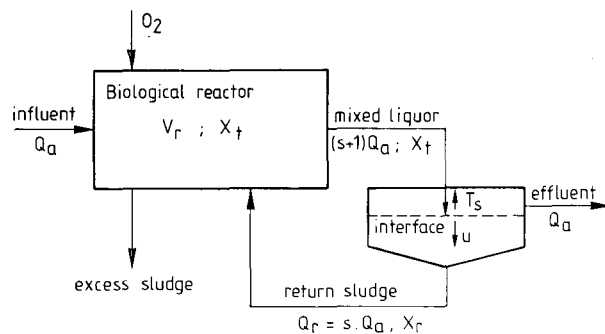 O2
Biological reactor
influent
Qa
Vr ; Xt
mixed liquor
(s+1)Qa ; Xt
Ts
effluent
Qa
interface
u
excess sludge
return sludge
Qr = s.Qa, Xr